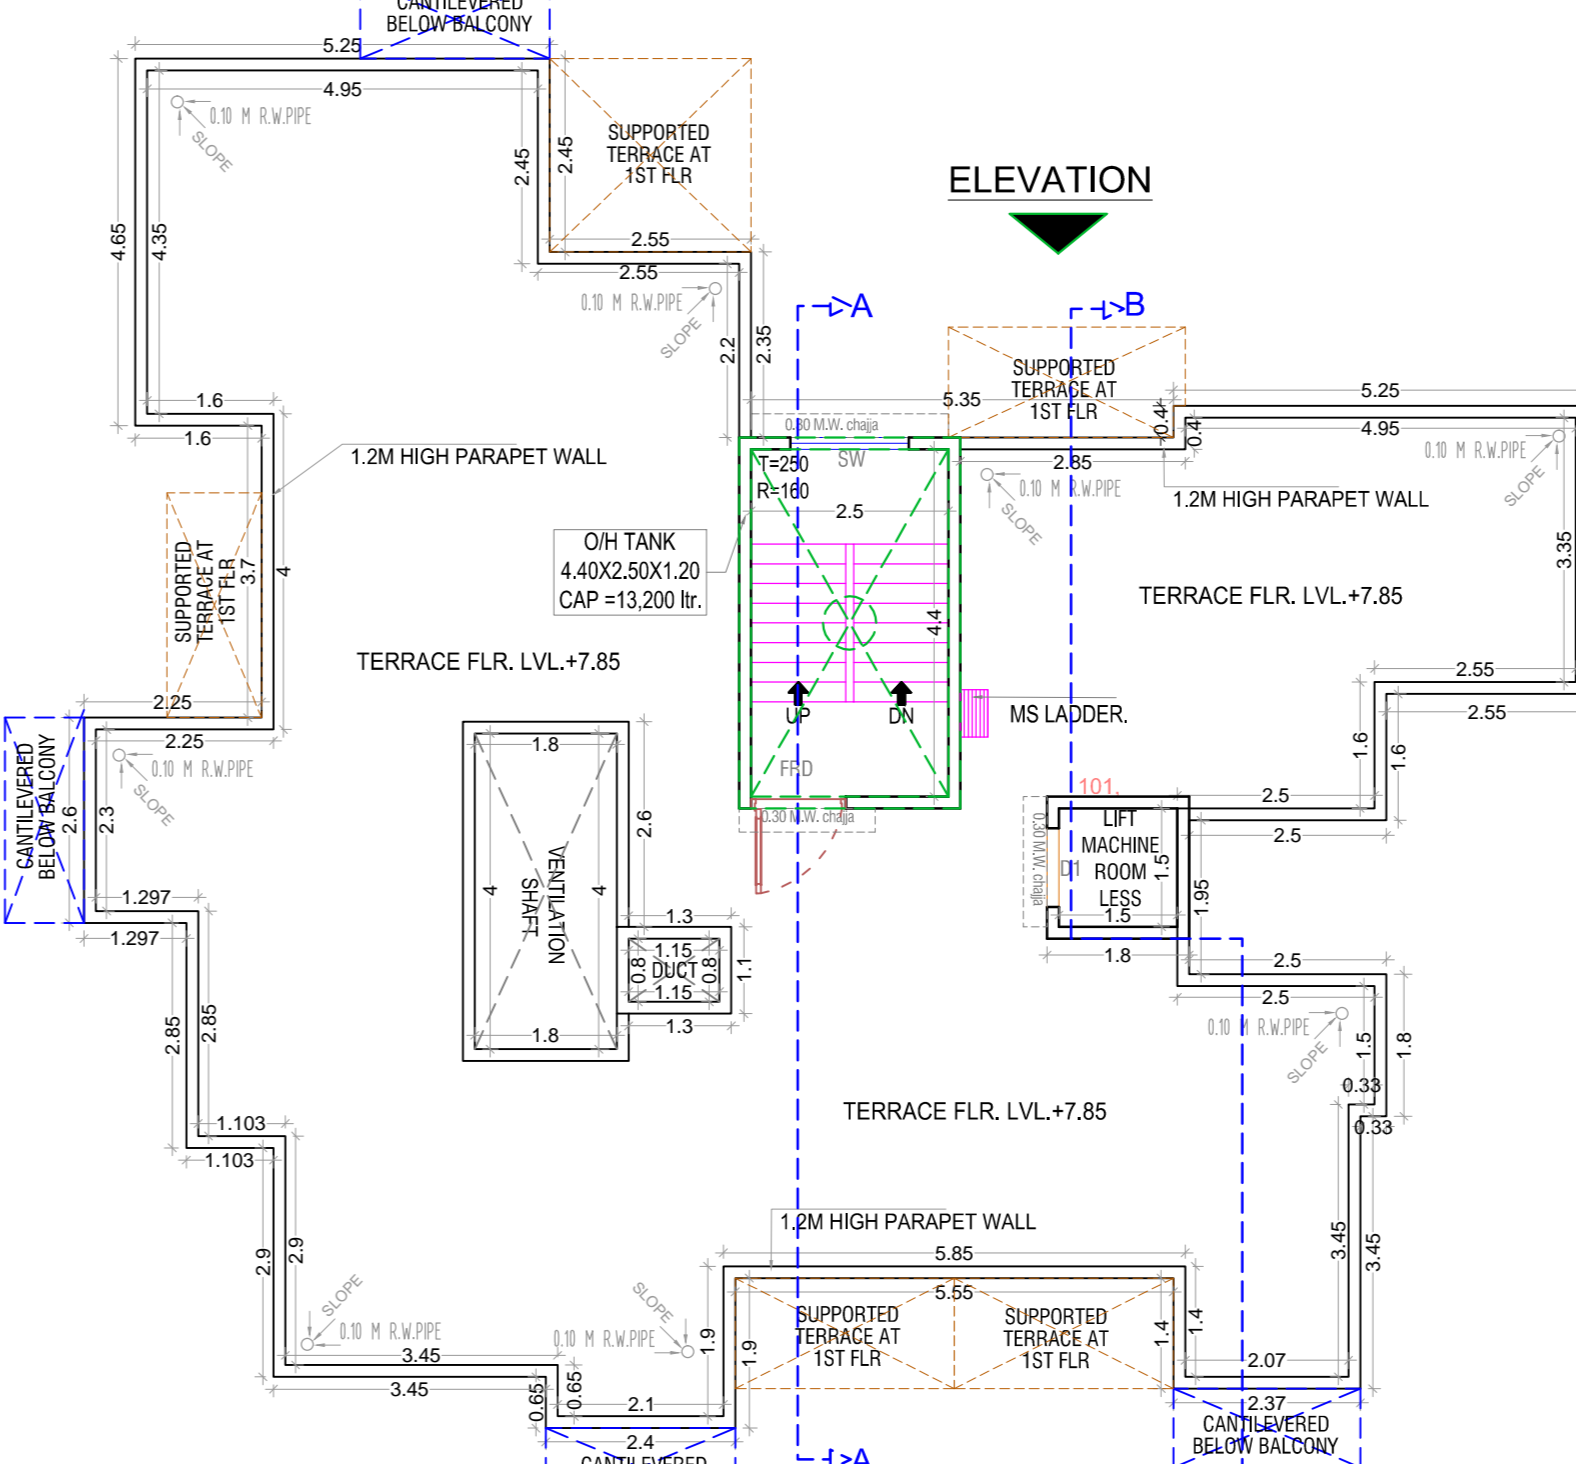 CANTILEVERED
BELOW BALCONY
5.25
4.95
0.10 M R.W.PIPE
SLOPE
4.65
4.35
2.45
2.45
SUPPORTED
TERRACE AT
1ST FLR
2.55
2.55
0.10 M R.W.PIPE
SLOPE
2.2
2.35
ELEVATION
A
B
SUPPORTED
TERRACE AT
1ST FLR
5.35
0.4
0.4
5.25
4.95
2.85
0.10 M R.W.PIPE
SLOPE
1.2M HIGH PARAPET WALL
0.10 M R.W.PIPE
SLOPE
3.35
1.6
1.6
1.2M HIGH PARAPET WALL
0.30 M.W. chajja
SW
T=250
R=160
2.5
O/H TANK
4.40X2.50X1.20
CAP =13,200 ltr.
4.4
UP
DN
FRD
0.30 M.W. chajja
MS LADDER.
TERRACE FLR. LVL.+7.85
TERRACE FLR. LVL.+7.85
SUPPORTED
TERRACE AT
1ST FLR
3.7
4
2.25
2.25
0.10 M R.W.PIPE
SLOPE
CANTILEVERED
BELOW BALCONY
2.6
2.3
1.297
1.297
1.8
4
VENTILATION
SHAFT
4
1.8
2.6
1.3
1.15
0.8
DUCT
0.8
1.15
1.1
1.3
2.55
2.55
1.6
1.6
101.
2.5
2.5
LIFT
MACHINE
ROOM
LESS
1.5
1.5
D1
0.30 M.W. chajja
1.95
1.8
2.5
2.5
0.10 M R.W.PIPE
SLOPE
1.5
1.8
0.33
0.33
2.85
2.85
1.103
1.103
2.9
2.9
TERRACE FLR. LVL.+7.85
1.2M HIGH PARAPET WALL
5.85
5.55
3.45
3.45
SLOPE
0.10 M R.W.PIPE
SLOPE
0.10 M R.W.PIPE
3.45
3.45
0.65
0.65
2.1
2.4
1.9
1.9
SUPPORTED
TERRACE AT
1ST FLR
SUPPORTED
TERRACE AT
1ST FLR
1.4
1.4
2.07
2.37
CANTILEVERED
BELOW BALCONY
CANTILEVERED
A